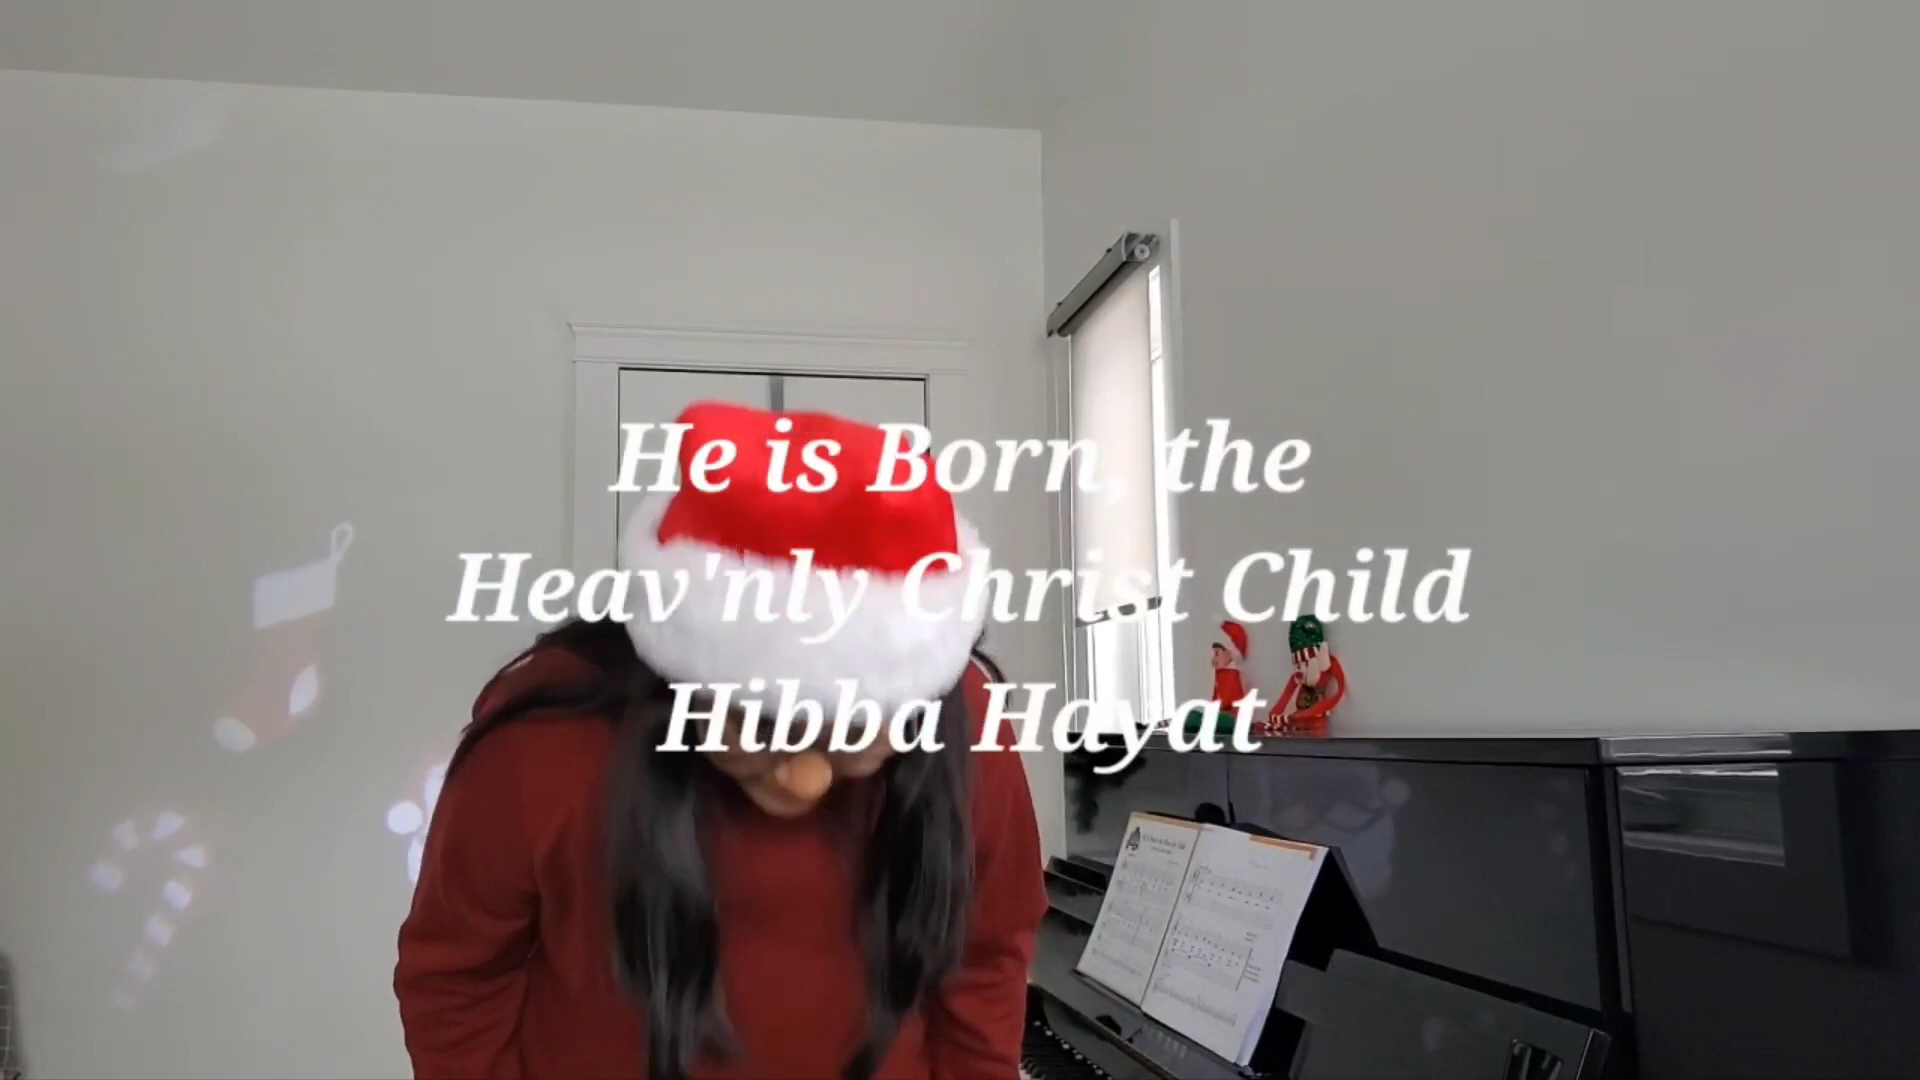 He is Born, the
Heav'nly Christ Child
Hibba Hayat